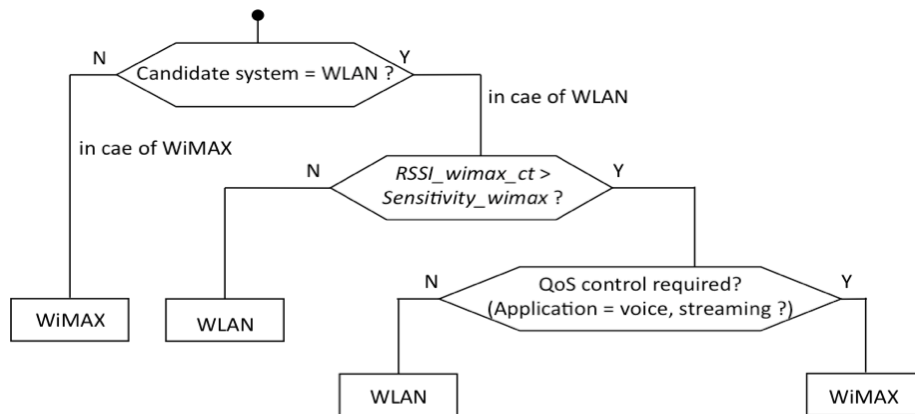 N
Candidate system = WLAN ?
Y
in cae of WLAN
in cae of WiMAX
N
RSSI_wimax_ct >
Sensitivity_wimax ?
Y
N
QoS control required?
(Application = voice, streaming ?)
Y
WiMAX
WLAN
WLAN
WiMAX